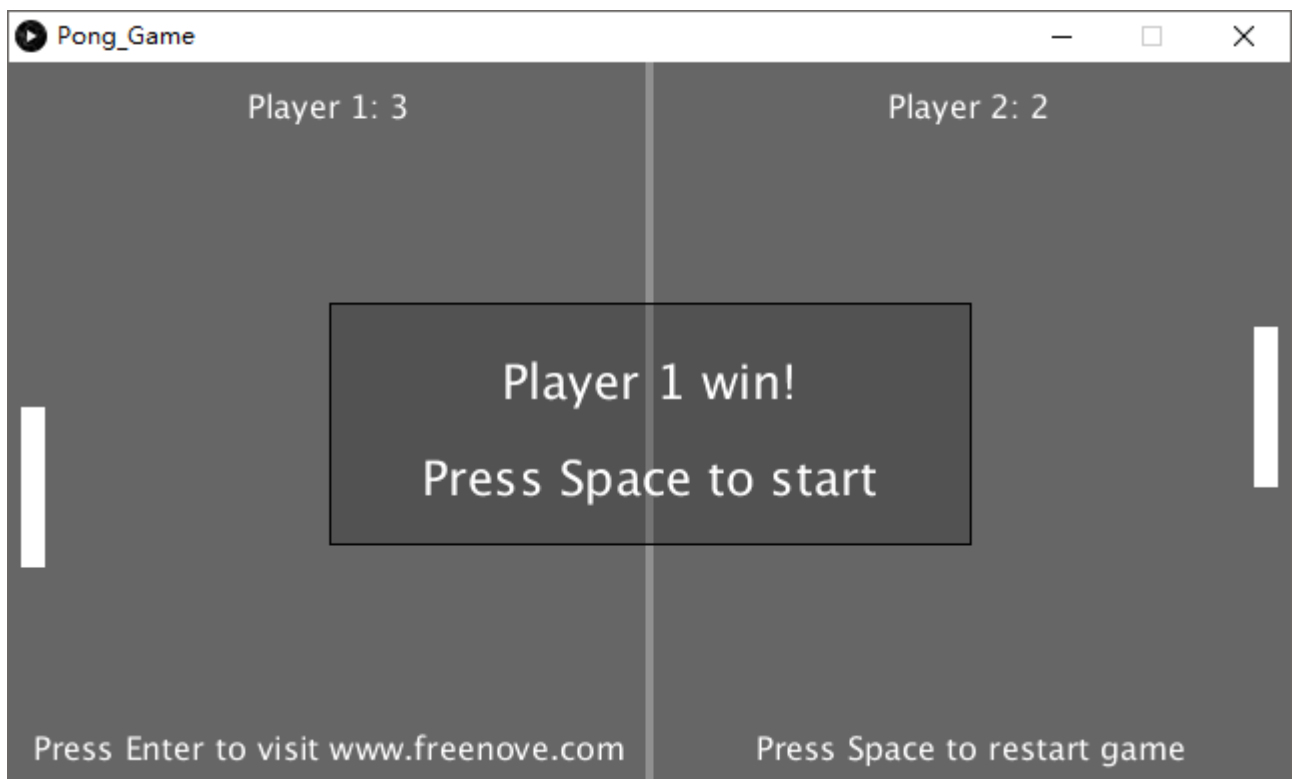 Pong_Game
Player 1: 3
Player 2: 2
Player 1 win!
Press Space to start
Press Enter to visit www.freenove.com
Press Space to restart game